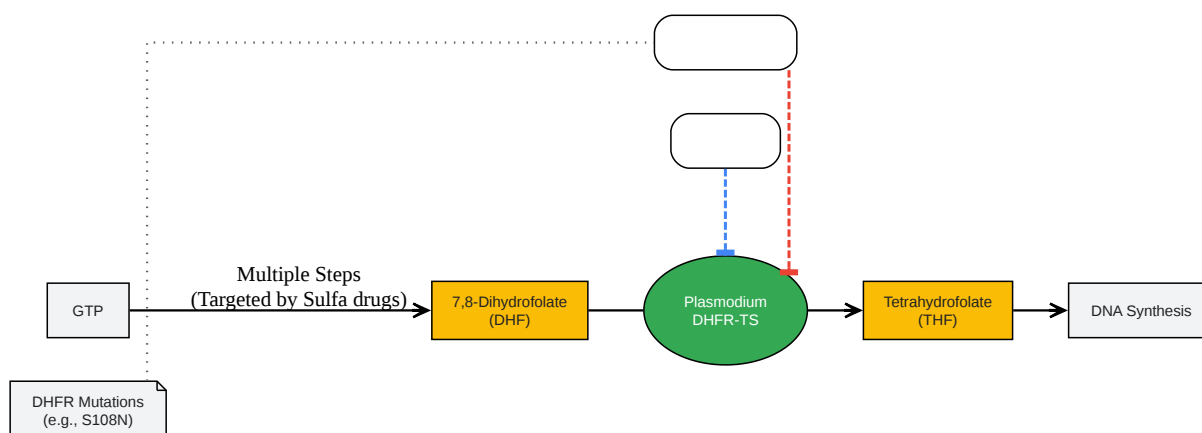 Multiple Steps
(Targeted by Sulfa drugs)
GTP
7,8-Dihydrofolate
(DHF)
Plasmodium
DHFR-TS
Tetrahydrofolate
(THF)
DNA Synthesis
DHFR Mutations
(e.g., S108N)